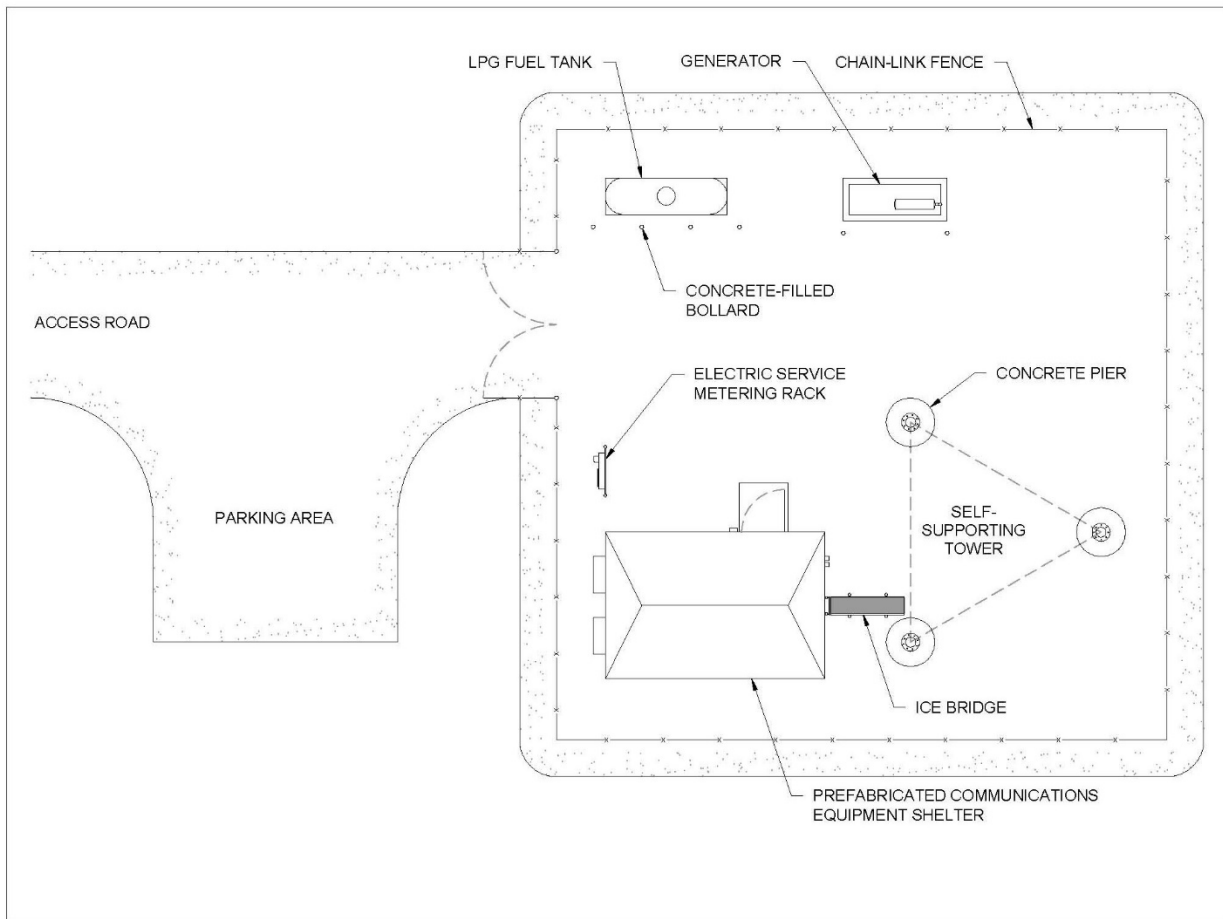 LPG FUEL TANK
GENERATOR
CHAIN-LINK FENCE
CONCRETE-FILLED
BOLLARD
ACCESS ROAD
ELECTRIC SERVICE
METERING RACK
CONCRETE PIER
PARKING AREA
SELF-
SUPPORTING
TOWER
ICE BRIDGE
PREFABRICATED COMMUNICATIONS
EQUIPMENT SHELTER